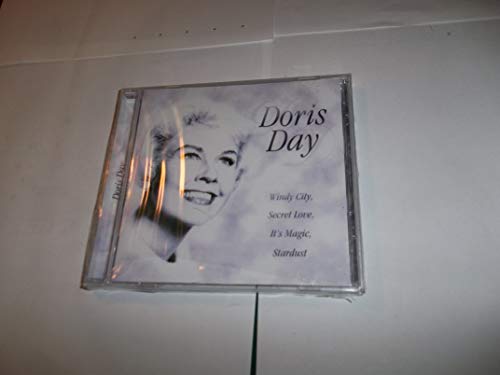 Doris
Day
Windy City,
Secret Love,
It's Magic,
Stardust
Doris Day